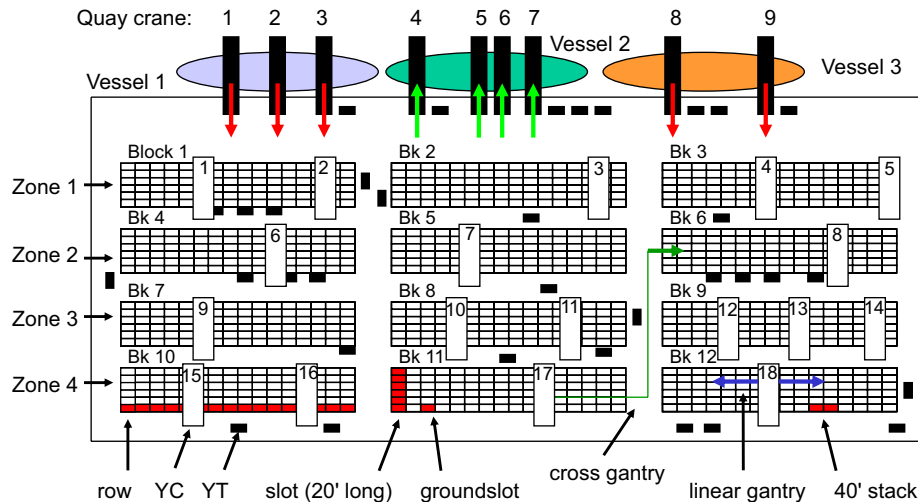 Quay crane: 1 2 3 4 5 6 7 8 9
Vessel 1
Vessel 2
Vessel 3
Block 1
Bk 2
Bk 3
Zone 1
1
2
3
4
5
Bk 4
Bk 5
Bk 6
Zone 2
6
7
8
Bk 7
Bk 8
Bk 9
Zone 3
9
10
11
12
13
14
Bk 10
Bk 11
Bk 12
Zone 4
15
16
17
18
row
YC
YT
slot (20' long)
groundslot
cross gantry
linear gantry
40' stack